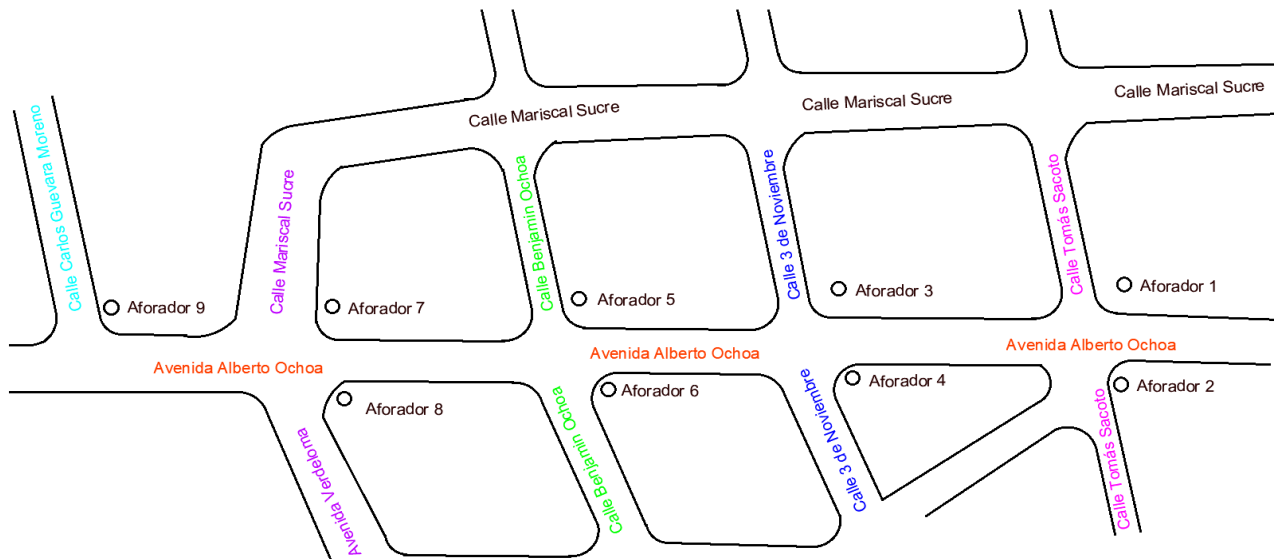 Calle Mariscal Sucre
Calle Mariscal Sucre
Calle Mariscal Sucre
Calle Carlos Guevara Moreno
Calle Mariscal Sucre
Calle Benjamin Ochoa
Calle 3 de Noviembre
Calle Tomás Sacoto
Aforador 9
Aforador 7
Aforador 5
Aforador 3
Aforador 1
Avenida Alberto Ochoa
Avenida Alberto Ochoa
Avenida Alberto Ochoa
Aforador 8
Aforador 6
Aforador 4
Aforador 2
Avenida Verdeloma
Calle Benjamin Ochoa
Calle 3 de Noviembre
Calle Tomás Sacoto